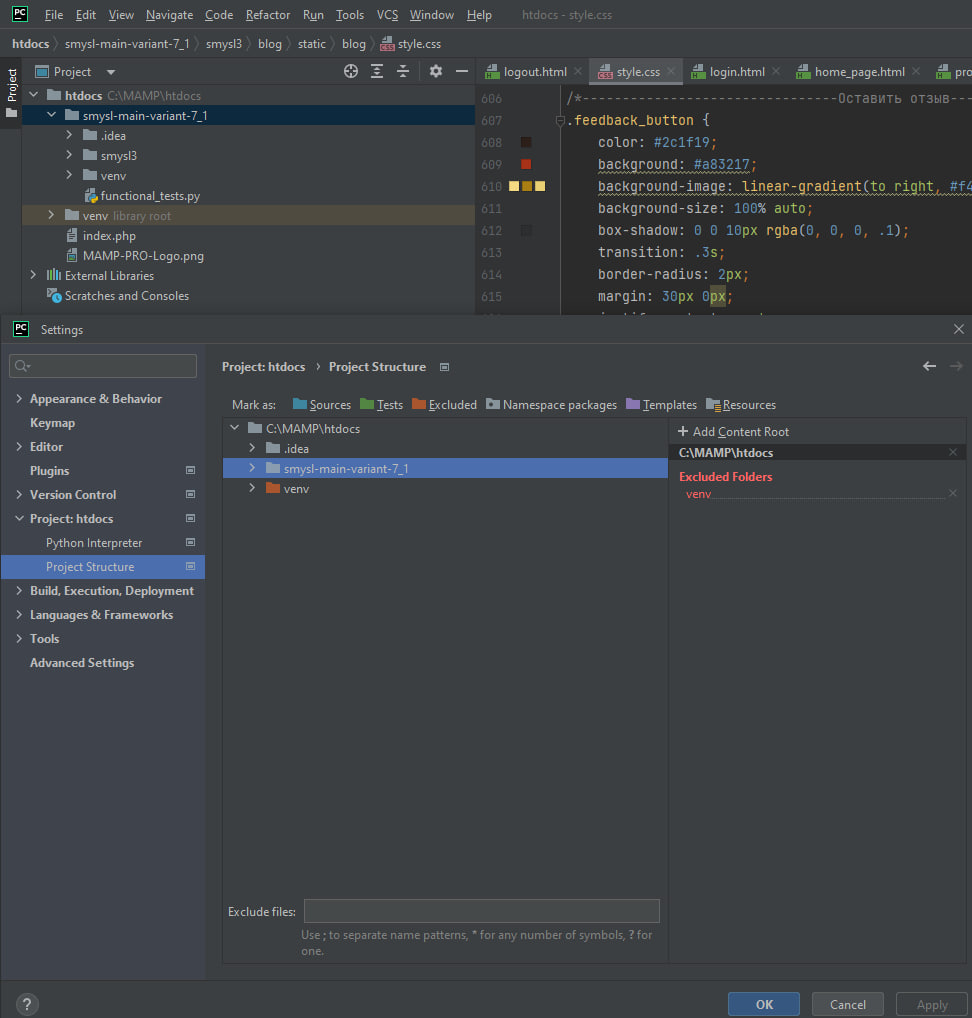 PC File Edit View Navigate Code Refactor Run Tools VCS Window Help htdocs - style.css
htdocs smysl-main-variant-7_1 smysl3 blog static blog style.css
Project
Project
htdocs C:\MAMP\htdocs
smysl-main-variant-7_1
.idea
smysl3
venv
functional_tests.py
venv library root
index.php
MAMP-PRO-Logo.png
External Libraries
Scratches and Consoles
logout.html style.css login.html home_page.html
606 /*-----------------------------Оставить отзыв--
607 .feedback_button {
608 color: #2c1f19;
609 background: #a83217;
610 background-image: linear-gradient(to right, #f4
611 background-size: 100% auto;
612 box-shadow: 0 0 10px rgba(0, 0, 0, .1);
613 transition: .3s;
614 border-radius: 2px;
615 margin: 30px 0px;
PC Settings
Appearance & Behavior
Keymap
Editor
Plugins
Version Control
Project: htdocs
Python Interpreter
Project Structure
Build, Execution, Deployment
Languages & Frameworks
Tools
Advanced Settings
Project: htdocs › Project Structure
Mark as: Sources Tests Excluded Namespace packages Templates Resources
C:\MAMP\htdocs
.idea
smysl-main-variant-7_1
venv
+ Add Content Root
C:\MAMP\htdocs
Excluded Folders
venv
Exclude files:
Use ; to separate name patterns, * for any number of symbols, ? for
one.
? OK Cancel Apply